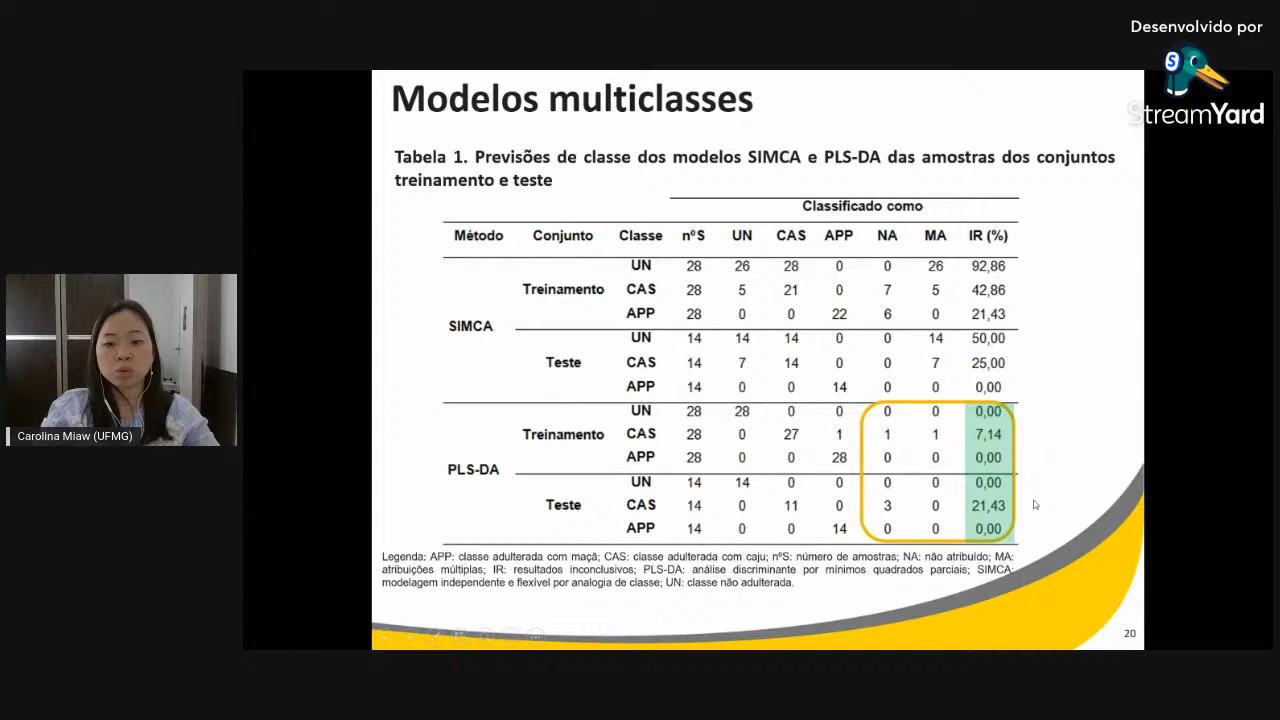 Desenvolvido por
StreamYard
Modelos multiclasses
Tabela 1. Previsões de classe dos modelos SIMCA e PLS-DA das amostras dos conjuntos
treinamento e teste
Classificado como
Método Conjunto Classe nºS UN CAS APP NA MA IR (%)
UN 28 26 28 0 0 26 92,86
Treinamento CAS 28 5 21 0 7 5 42,86
APP 28 0 0 22 6 0 21,43
SIMCA
UN 14 14 14 0 0 14 50,00
Teste CAS 14 7 14 0 0 7 25,00
APP 14 0 0 14 0 0 0,00
UN 28 28 0 0 0 0 0,00
Treinamento CAS 28 0 27 1 1 1 7,14
APP 28 0 0 28 0 0 0,00
PLS-DA
UN 14 14 0 0 0 0 0,00
Teste CAS 14 0 11 0 3 0 21,43
APP 14 0 0 14 0 0 0,00
Legenda: APP: classe adulterada com maçã; CAS: classe adulterada com caju; nºS: número de amostras; NA: não atribuído; MA:
atribuições múltiplas; IR: resultados inconclusivos; PLS-DA: análise discriminante por mínimos quadrados parciais; SIMCA:
modelagem independente e flexível por analogia de classe; UN: classe não adulterada.
20
Carolina Miaw (UFMG)